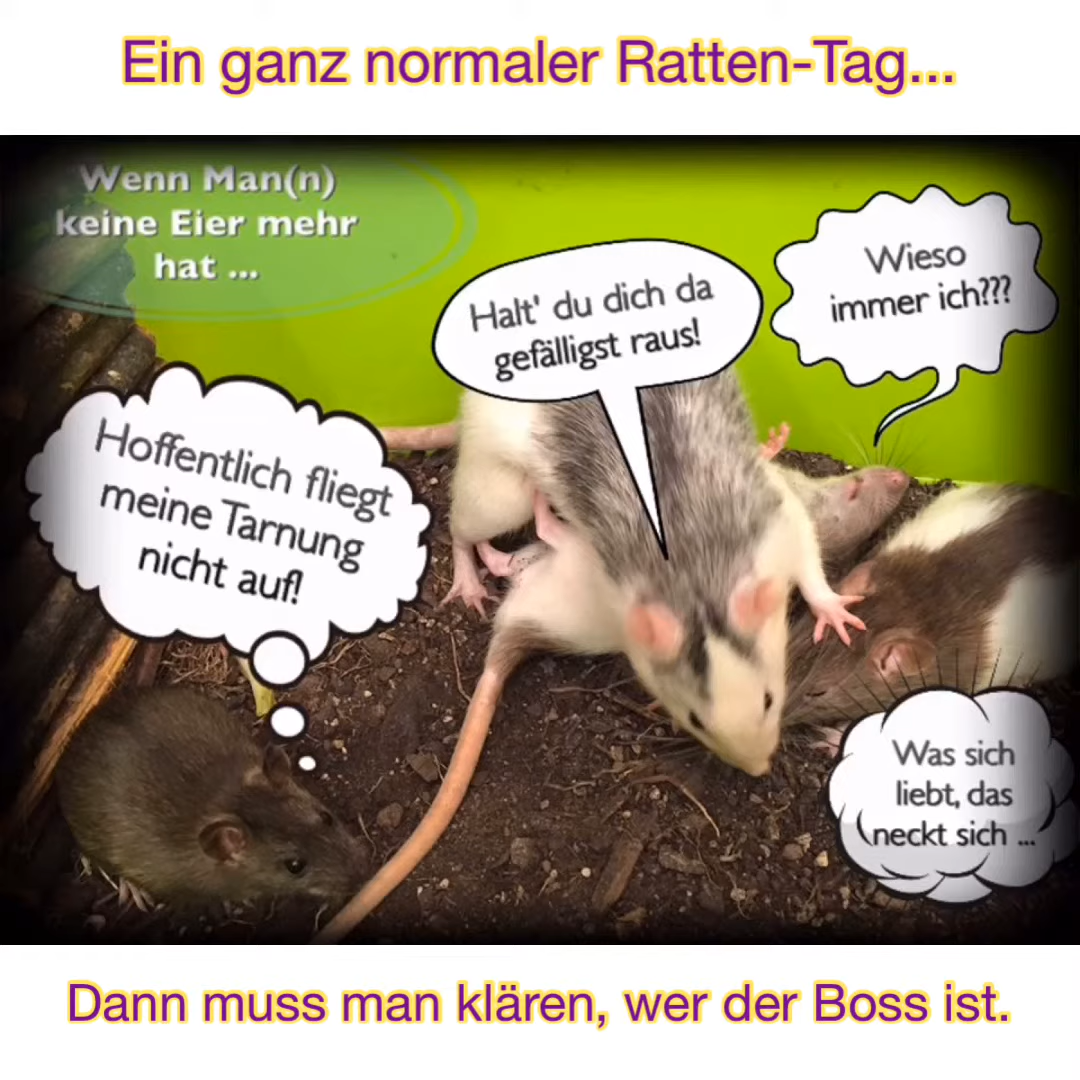 Ein ganz normaler Ratten-Tag...
Wenn Man(n)
keine Eier mehr
hat ...
Halt' du dich da
gefälligst raus!
Wieso
immer ich???
Hoffentlich fliegt
meine Tarnung
nicht auf!
Was sich
liebt, das
neckt sich ...
Dann muss man klären, wer der Boss ist.